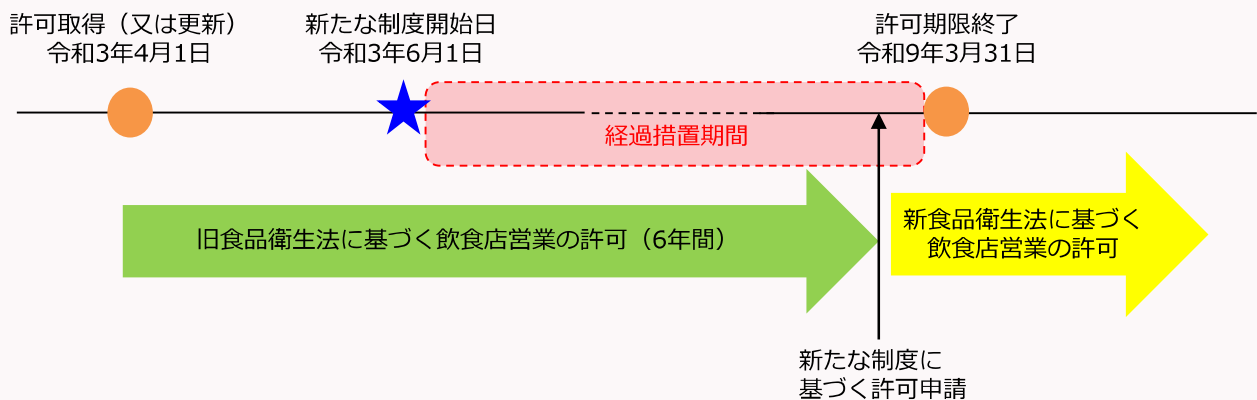 許可取得（又は更新）
令和3年4月1日
新たな制度開始日
令和3年6月1日
許可期限終了
令和9年3月31日
経過措置期間
旧食品衛生法に基づく飲食店営業の許可（6年間）
新食品衛生法に基づく
飲食店営業の許可
新たな制度に
基づく許可申請